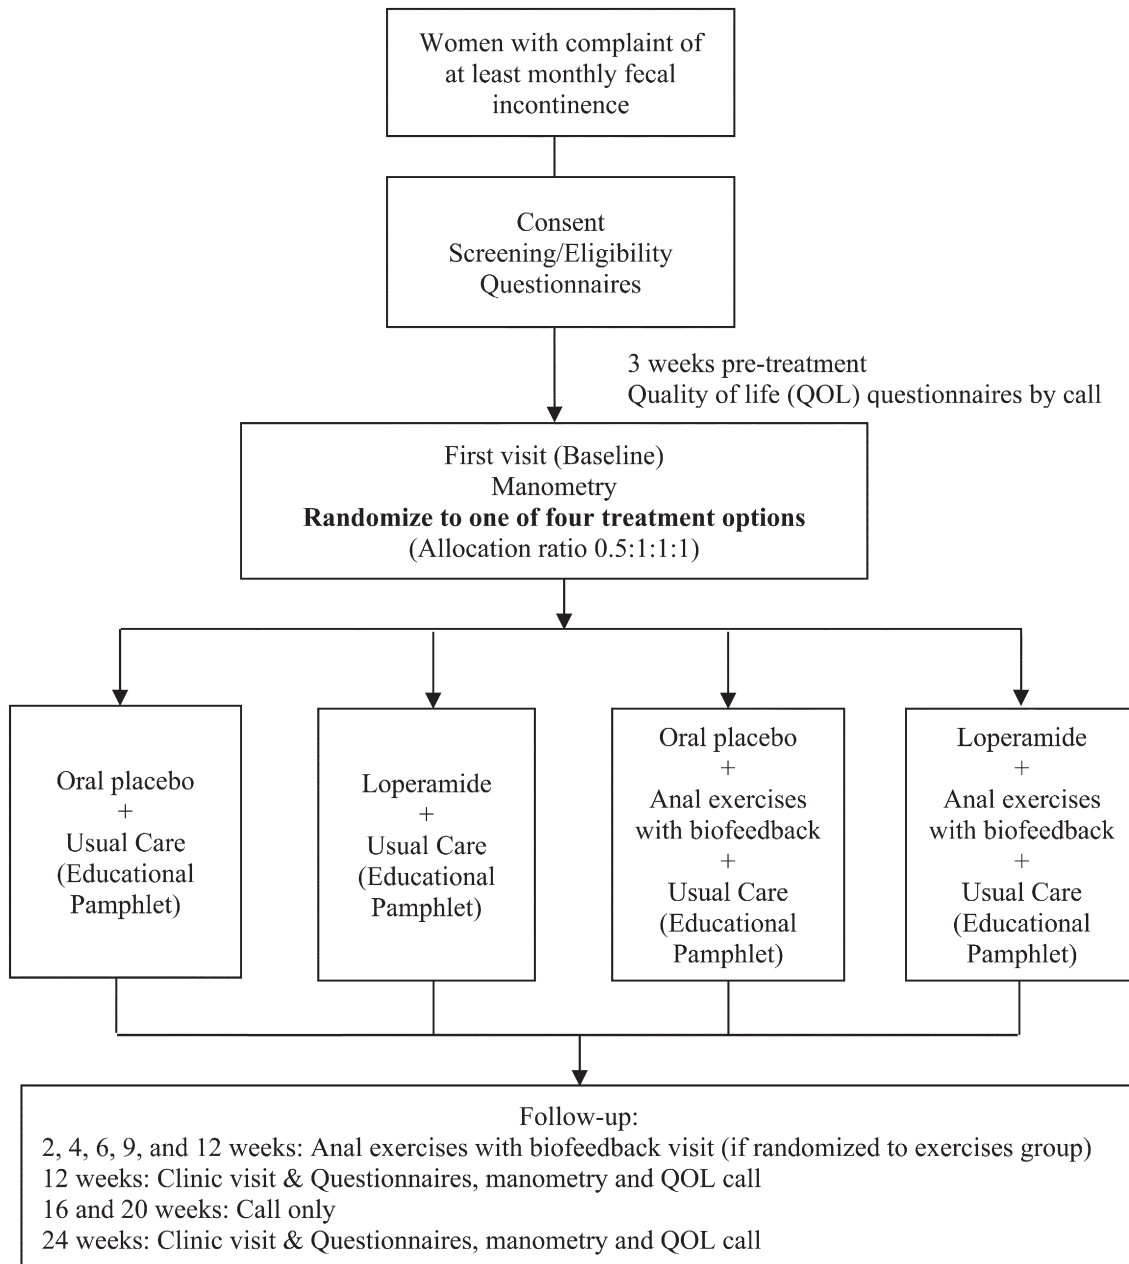 Women with complaint of
at least monthly fecal
incontinence
Consent
Screening/Eligibility
Questionnaires
3 weeks pre-treatment
Quality of life (QOL) questionnaires by call
First visit (Baseline)
Manometry
Randomize to one of four treatment options
(Allocation ratio 0.5:1:1:1)
Oral placebo
+
Usual Care
(Educational
Pamphlet)
Loperamide
+
Usual Care
(Educational
Pamphlet)
Oral placebo
+
Anal exercises
with biofeedback
+
Usual Care
(Educational
Pamphlet)
Loperamide
+
Anal exercises
with biofeedback
+
Usual Care
(Educational
Pamphlet)
Follow-up:
2, 4, 6, 9, and 12 weeks: Anal exercises with biofeedback visit (if randomized to exercises group)
12 weeks: Clinic visit & Questionnaires, manometry and QOL call
16 and 20 weeks: Call only
24 weeks: Clinic visit & Questionnaires, manometry and QOL call